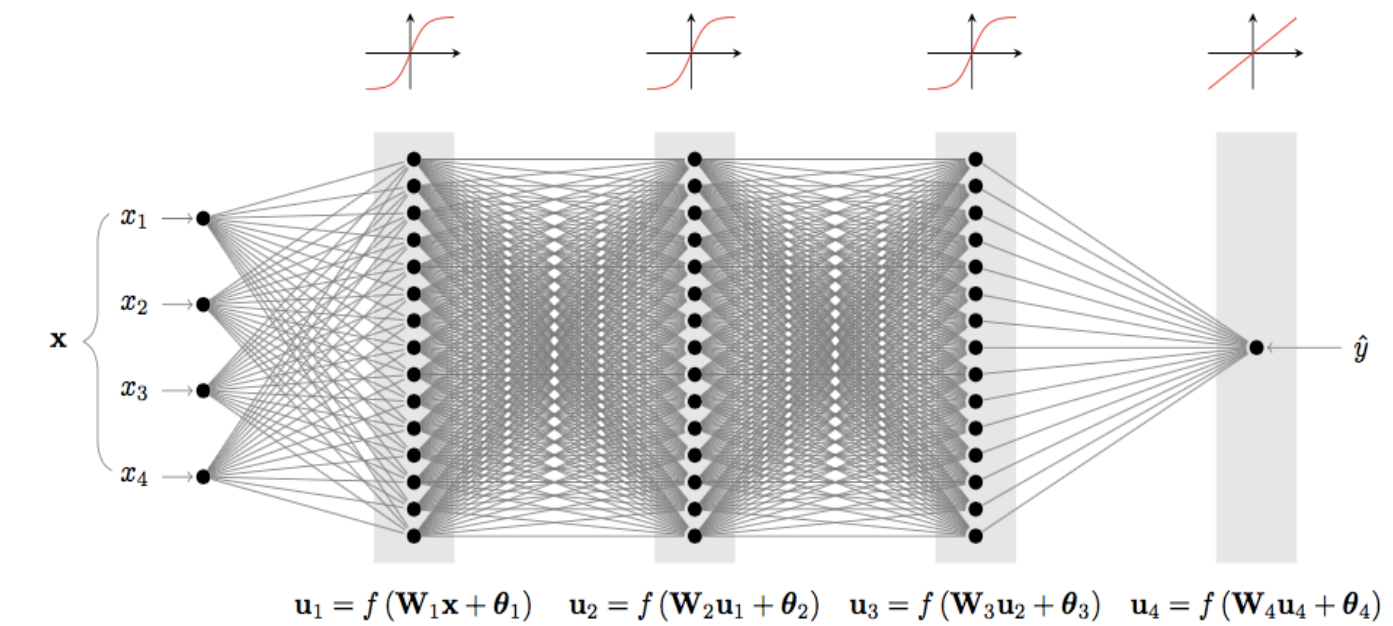 x₁
x₂
x
x₃
x₄
ŷ
u₁ = f (W₁x + θ₁) u₂ = f (W₂u₁ + θ₂) u₃ = f (W₃u₂ + θ₃) u₄ = f (W₄u₄ + θ₄)